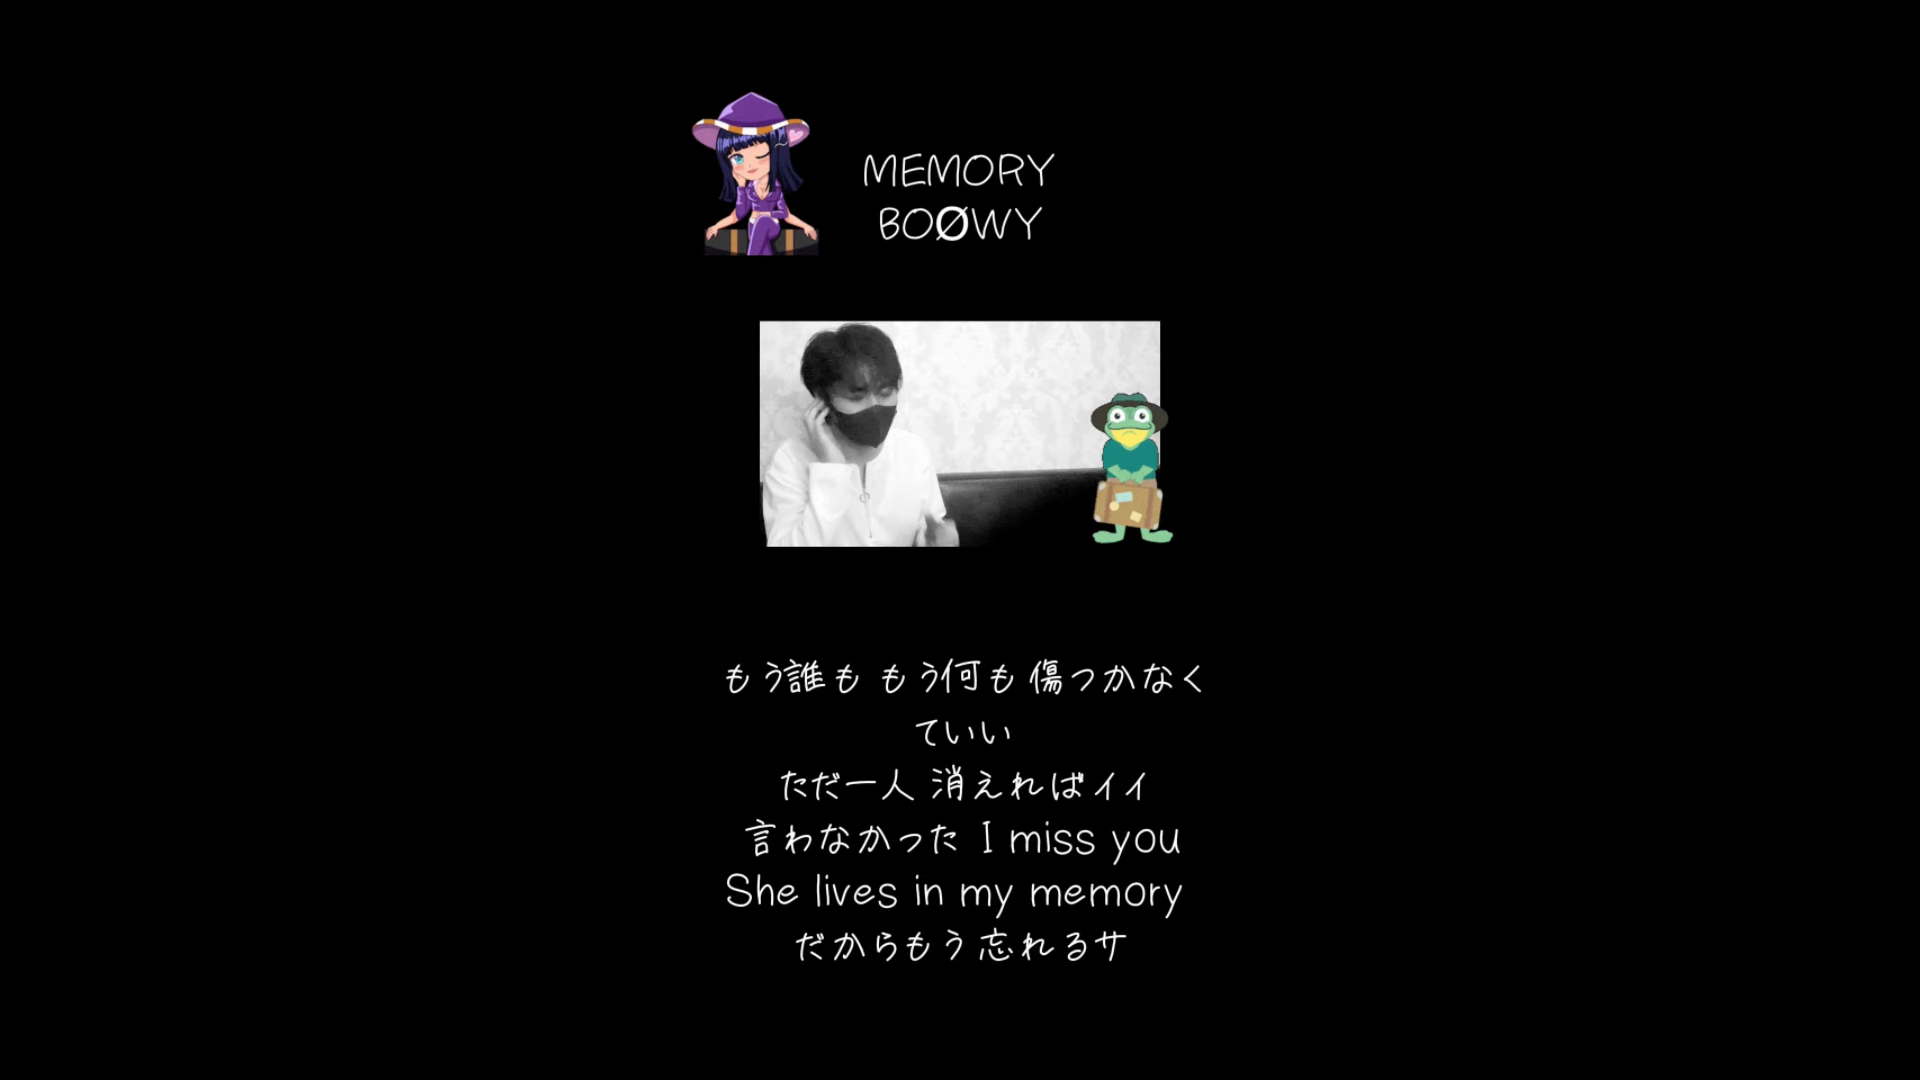 MEMORY
BOØWY
もう誰も もう何も 傷つかなく
ていい
ただ一人 消えればイイ
言わなかった I miss you
She lives in my memory
だからもう 忘れるサ